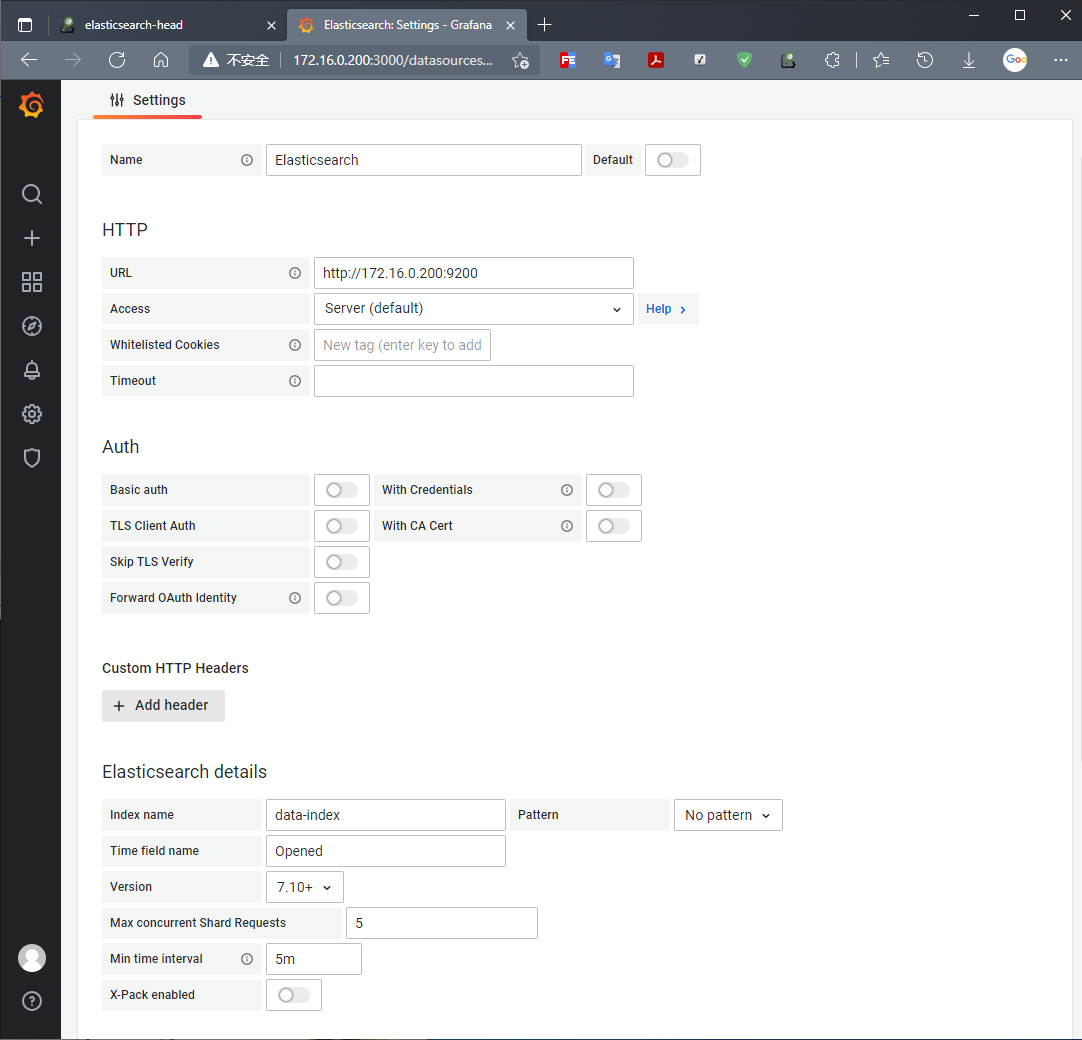 elasticsearch-head
Elasticsearch: Settings - Grafana
不安全 172.16.0.200:3000/datasources...
Settings
Name Elasticsearch Default
HTTP
URL http://172.16.0.200:9200
Access Server (default) Help
Whitelisted Cookies New tag (enter key to add
Timeout
Auth
Basic auth With Credentials
TLS Client Auth With CA Cert
Skip TLS Verify
Forward OAuth Identity
Custom HTTP Headers
Add header
Elasticsearch details
Index name data-index Pattern No pattern
Time field name Opened
Version 7.10+
Max concurrent Shard Requests 5
Min time interval 5m
X-Pack enabled